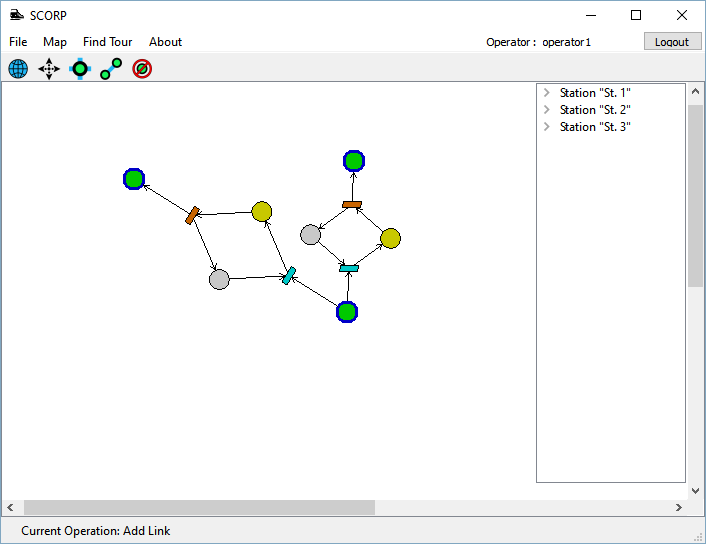 SCORP
File Map Find Tour About Operator : operator1 Logout
Station "St. 1"
Station "St. 2"
Station "St. 3"
Current Operation: Add Link